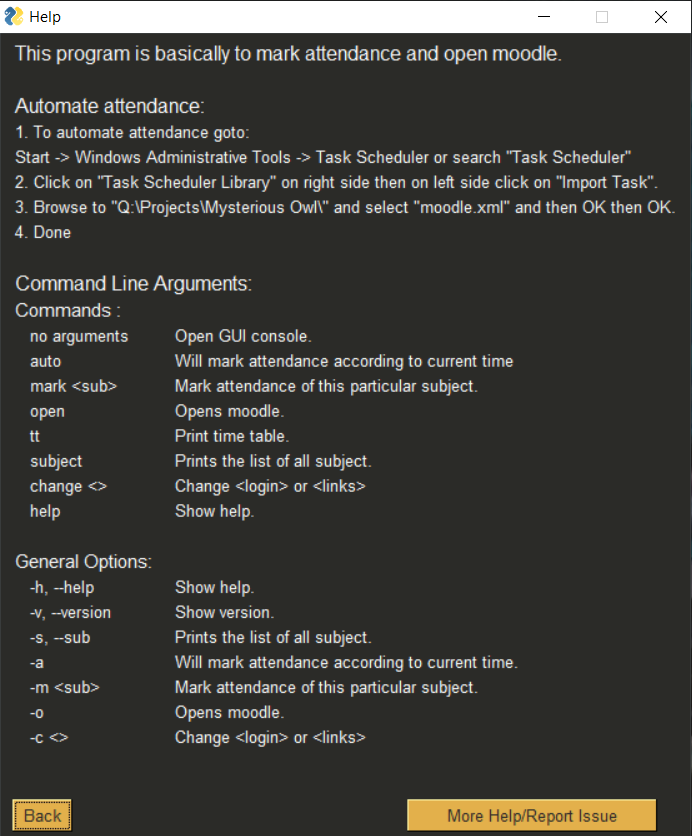 Help
This program is basically to mark attendance and open moodle.
Automate attendance:
1. To automate attendance goto:
Start -> Windows Administrative Tools -> Task Scheduler or search "Task Scheduler"
2. Click on "Task Scheduler Library" on right side then on left side click on "Import Task".
3. Browse to "Q:\Projects\Mysterious Owl\" and select "moodle.xml" and then OK then OK.
4. Done
Command Line Arguments:
Commands :
no arguments Open GUI console.
auto Will mark attendance according to current time
mark <sub> Mark attendance of this particular subject.
open Opens moodle.
tt Print time table.
subject Prints the list of all subject.
change <> Change <login> or <links>
help Show help.
General Options:
-h, --help Show help.
-v, --version Show version.
-s, --sub Prints the list of all subject.
-a Will mark attendance according to current time.
-m <sub> Mark attendance of this particular subject.
-o Opens moodle.
-c <> Change <login> or <links>
Back More Help/Report Issue